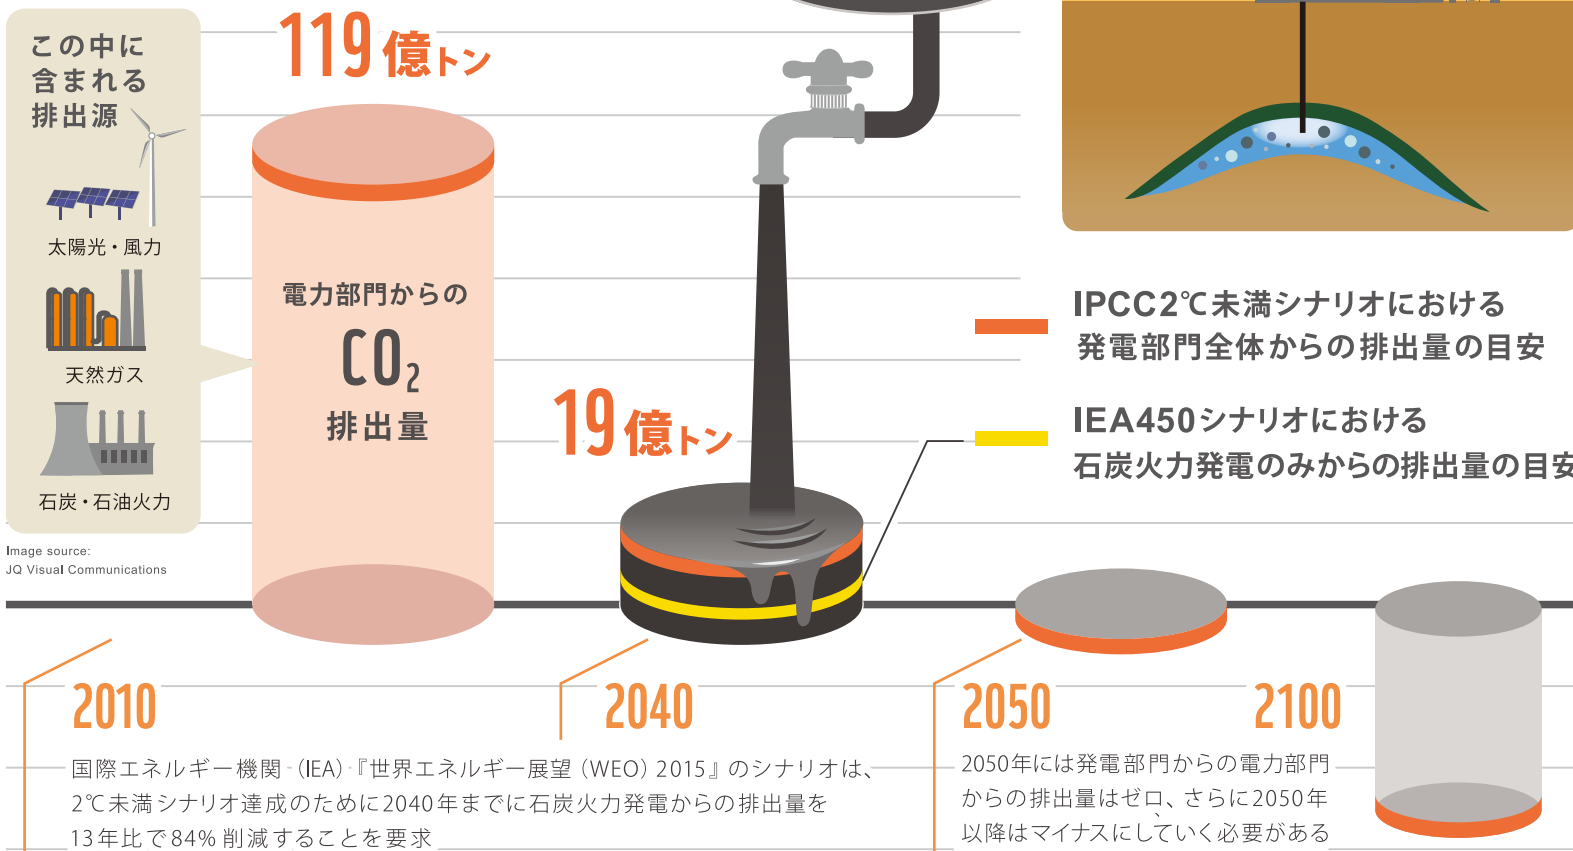 この中に
含まれる
排出源
太陽光・風力
天然ガス
石炭・石油火力
Image source:
JQ Visual Communications
119億トン
電力部門からの
CO₂
排出量
19億トン
IPCC2℃未満シナリオにおける
発電部門全体からの排出量の目安
IEA450シナリオにおける
石炭火力発電のみからの排出量の目安
2010
2040
国際エネルギー機関（IEA）『世界エネルギー展望（WEO）2015』のシナリオは、
2℃未満シナリオ達成のために2040年までに石炭火力発電からの排出量を
13年比で84% 削減することを要求
2050
2100
2050年には発電部門からの電力部門
からの排出量はゼロ、さらに2050年
以降はマイナスにしていく必要がある